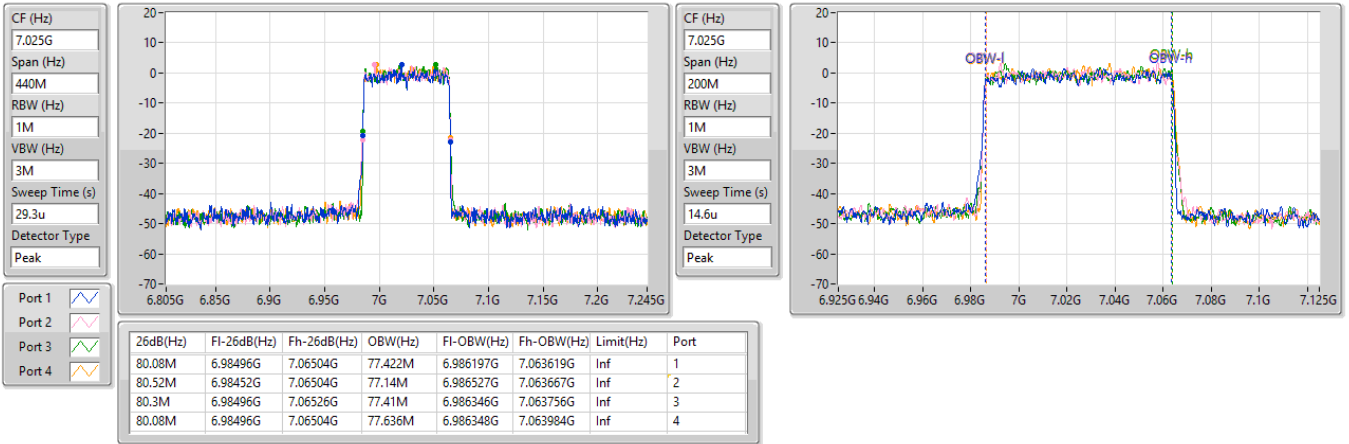 CF (Hz)
7.025G
Span (Hz)
440M
RBW (Hz)
1M
VBW (Hz)
3M
Sweep Time (s)
29.3u
Detector Type
Peak
20
10
0
-10
-20
-30
-40
-50
-60
-70
6.805G 6.85G 6.9G 6.95G 7G 7.05G 7.1G 7.15G 7.2G 7.245G
CF (Hz)
7.025G
Span (Hz)
200M
RBW (Hz)
1M
VBW (Hz)
3M
Sweep Time (s)
14.6u
Detector Type
Peak
20
10
0
-10
-20
-30
-40
-50
-60
-70
OBW-l OBW-h
6.925G 6.94G 6.96G 6.98G 7G 7.02G 7.04G 7.06G 7.08G 7.1G 7.125G
Port 1
Port 2
Port 3
Port 4
26dB(Hz) Fl-26dB(Hz) Fh-26dB(Hz) OBW(Hz) Fl-OBW(Hz) Fh-OBW(Hz) Limit(Hz) Port
80.08M 6.98496G 7.06504G 77.422M 6.986197G 7.063619G Inf 1
80.52M 6.98452G 7.06504G 77.14M 6.986527G 7.063667G Inf 2
80.3M 6.98496G 7.06526G 77.41M 6.986346G 7.063756G Inf 3
80.08M 6.98496G 7.06504G 77.636M 6.986348G 7.063984G Inf 4